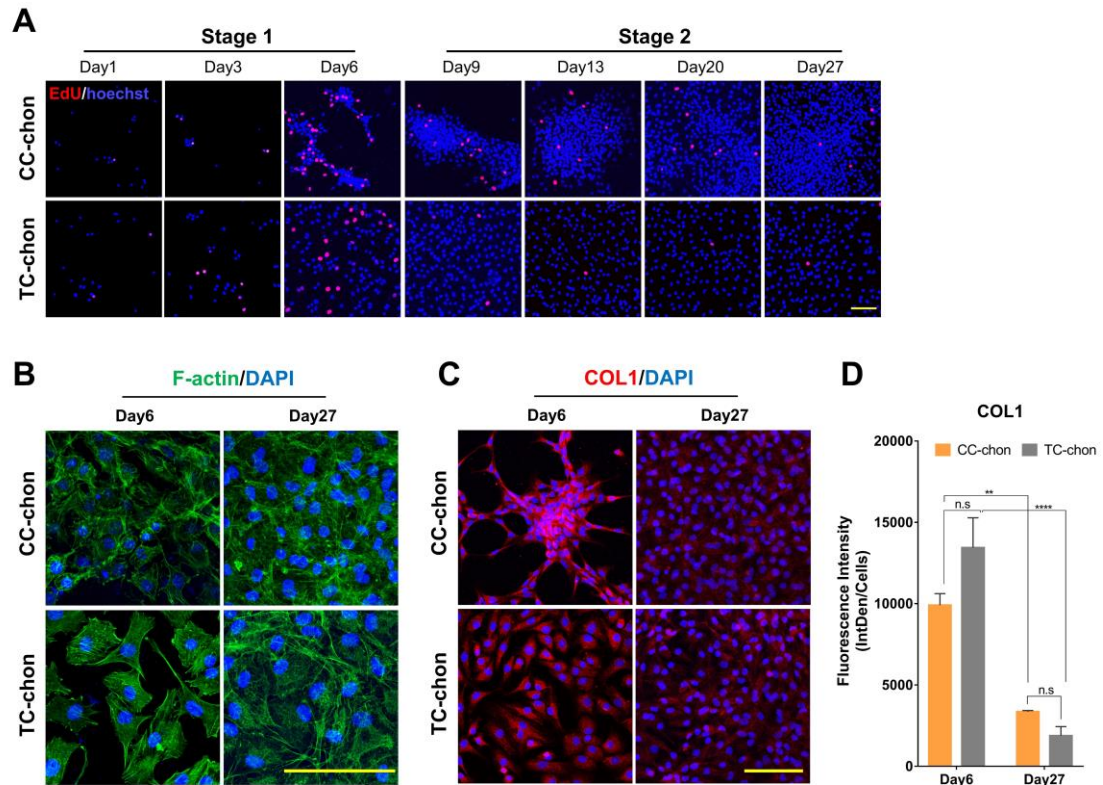 A
Stage 1
Stage 2
Day1
Day3
Day6
Day9
Day13
Day20
Day27
EdU/hoechst
CC-chon
TC-chon
B
F-actin/DAPI
Day6
Day27
CC-chon
TC-chon
C
COL1/DAPI
Day6
Day27
CC-chon
TC-chon
D
COL1
CC-chon
TC-chon
Fluorescence Intensity
(IntDen/Cells)
20000
15000
10000
5000
0
**
n.s
****
n.s
Day6
Day27